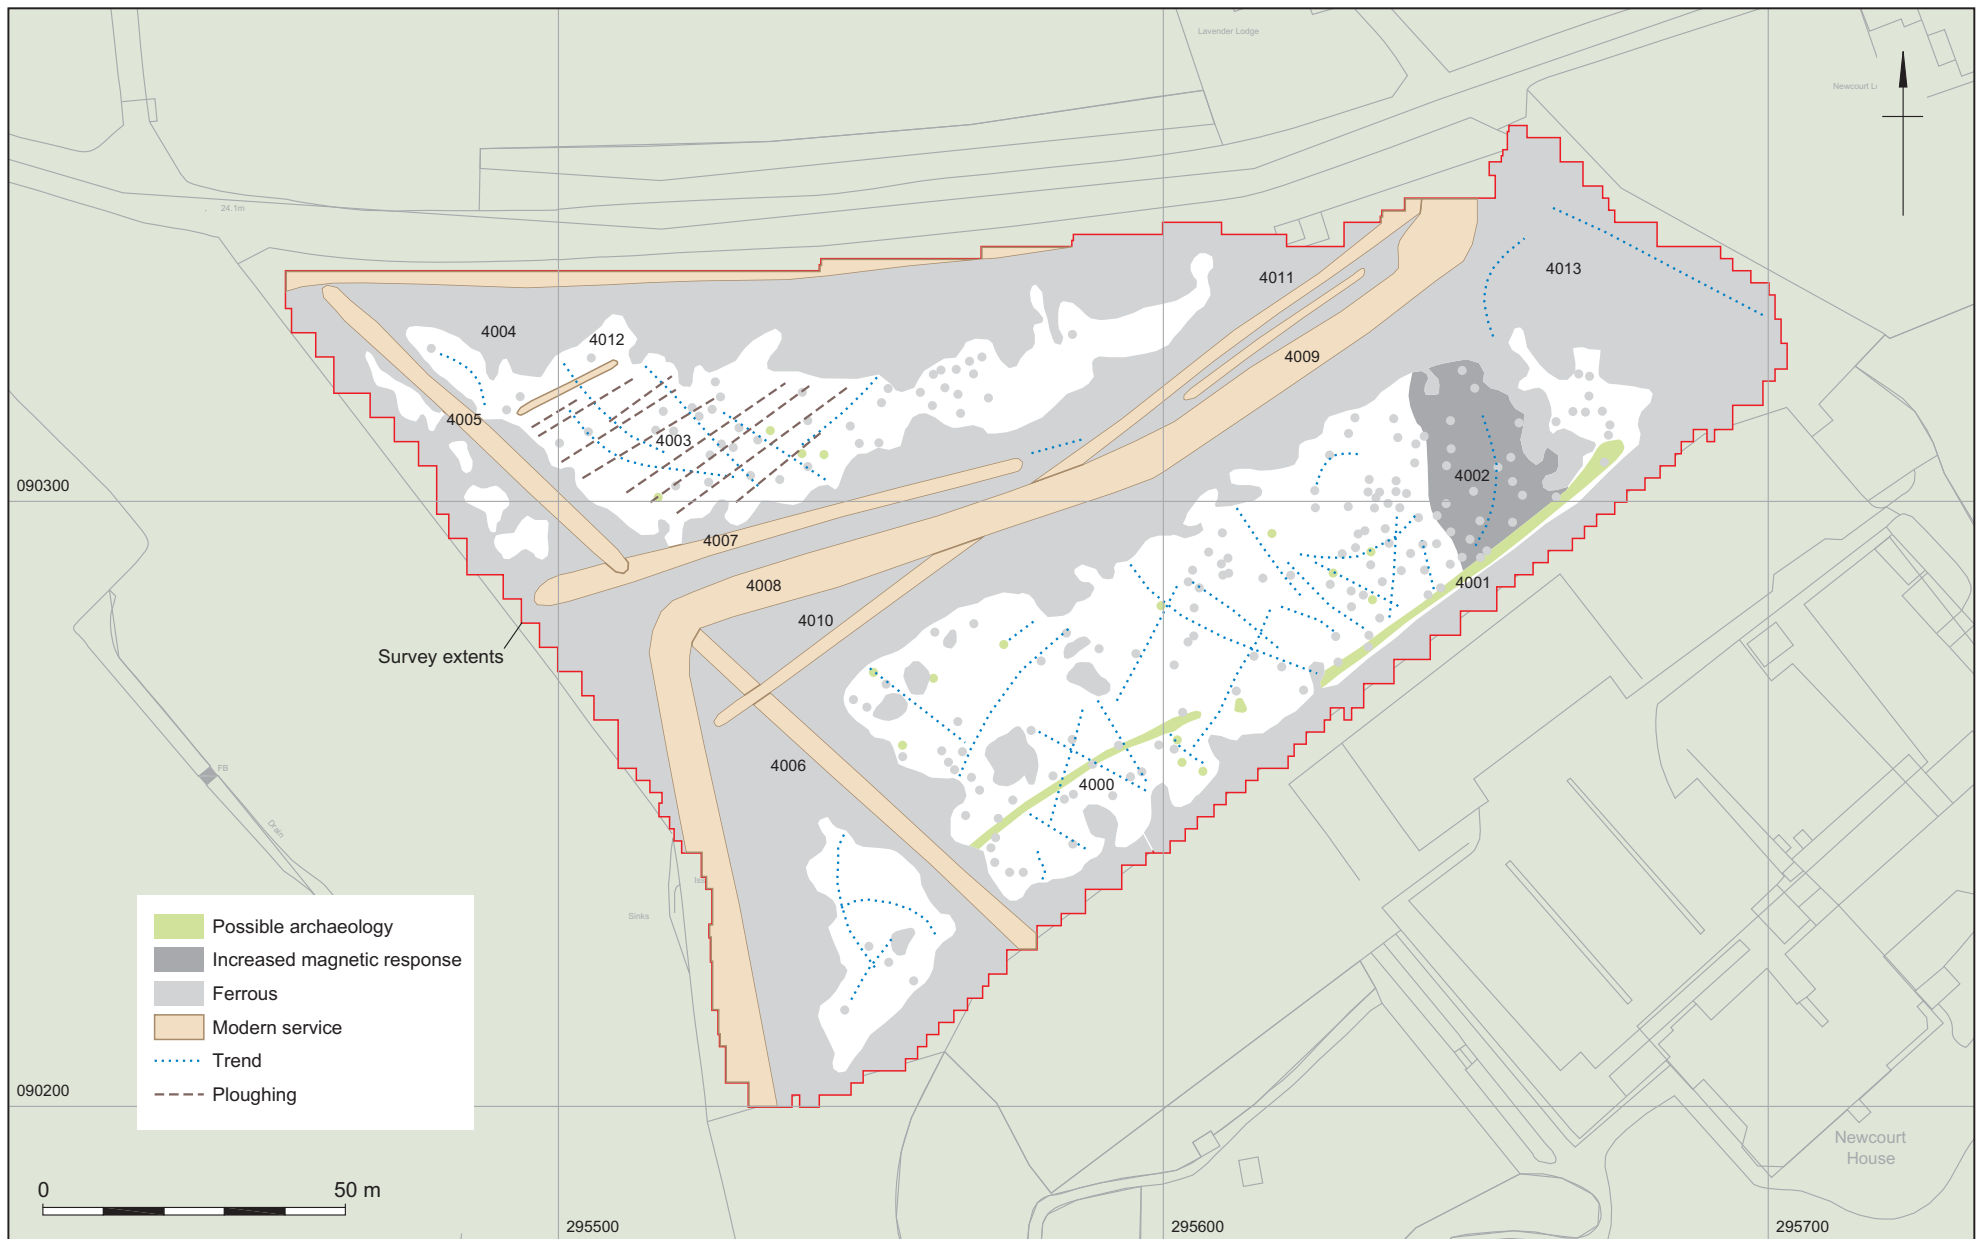 Lavender Lodge
Newcourt L
24.1m
4013
4011
4004
4012
4009
4005
4003
4002
090300
4007
4001
4008
4010
Survey extents
4006
FB
4000
Drain
Sinks
Possible archaeology
Increased magnetic response
Ferrous
Modern service
Trend
Ploughing
090200
Newcourt
House
0 50 m
295500
295600
295700